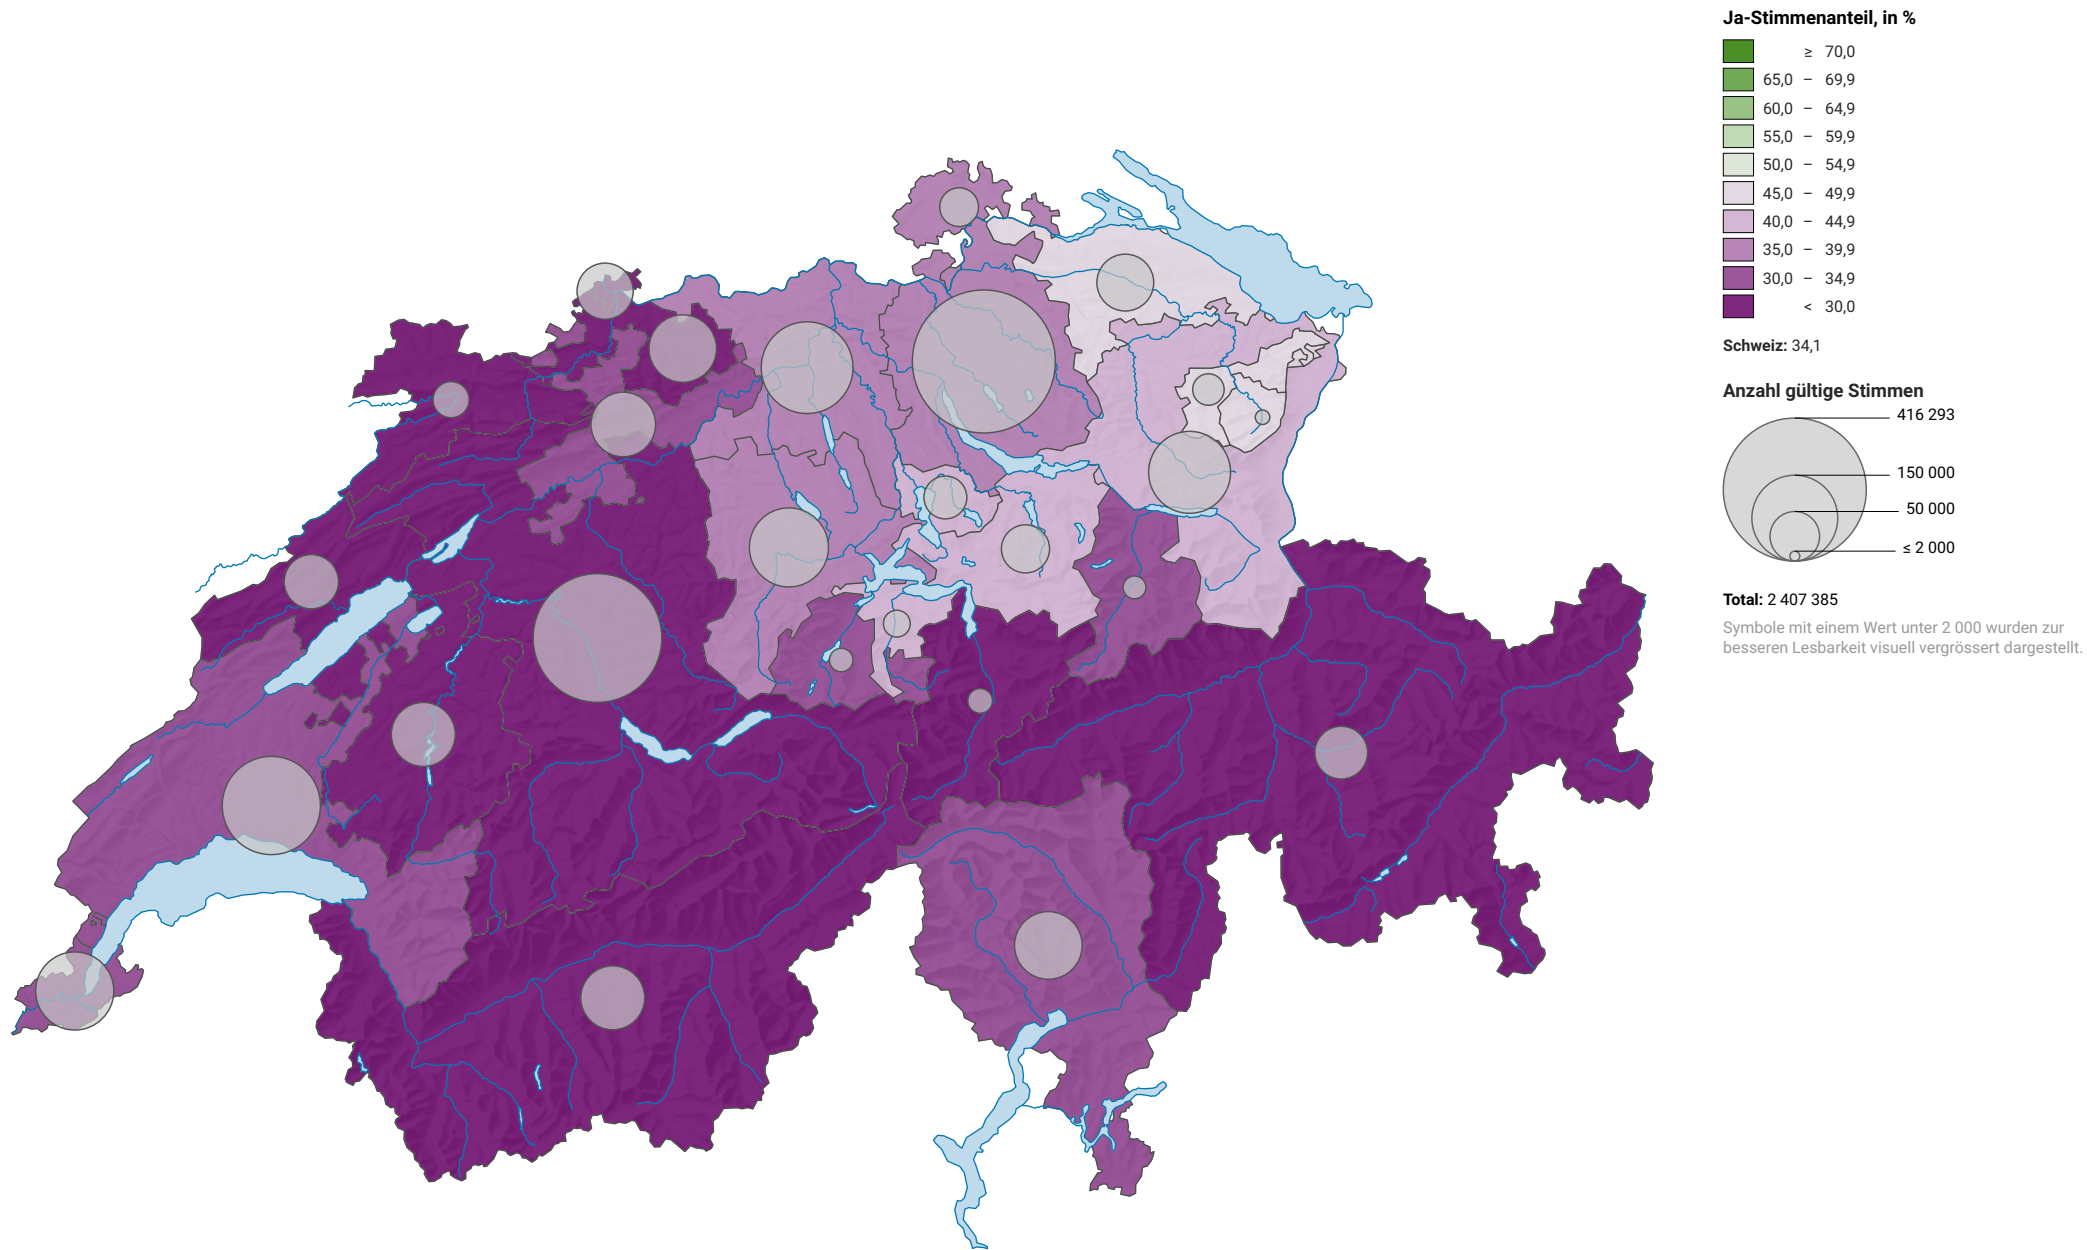 Ja-Stimmenanteil, in %
≥ 70,0
65,0 – 69,9
60,0 – 64,9
55,0 – 59,9
50,0 – 54,9
45,0 – 49,9
40,0 – 44,9
35,0 – 39,9
30,0 – 34,9
< 30,0
Schweiz: 34,1
Anzahl gültige Stimmen
416 293
150 000
50 000
≤ 2 000
Total: 2 407 385
Symbole mit einem Wert unter 2 000 wurden zur
besseren Lesbarkeit visuell vergrössert dargestellt.